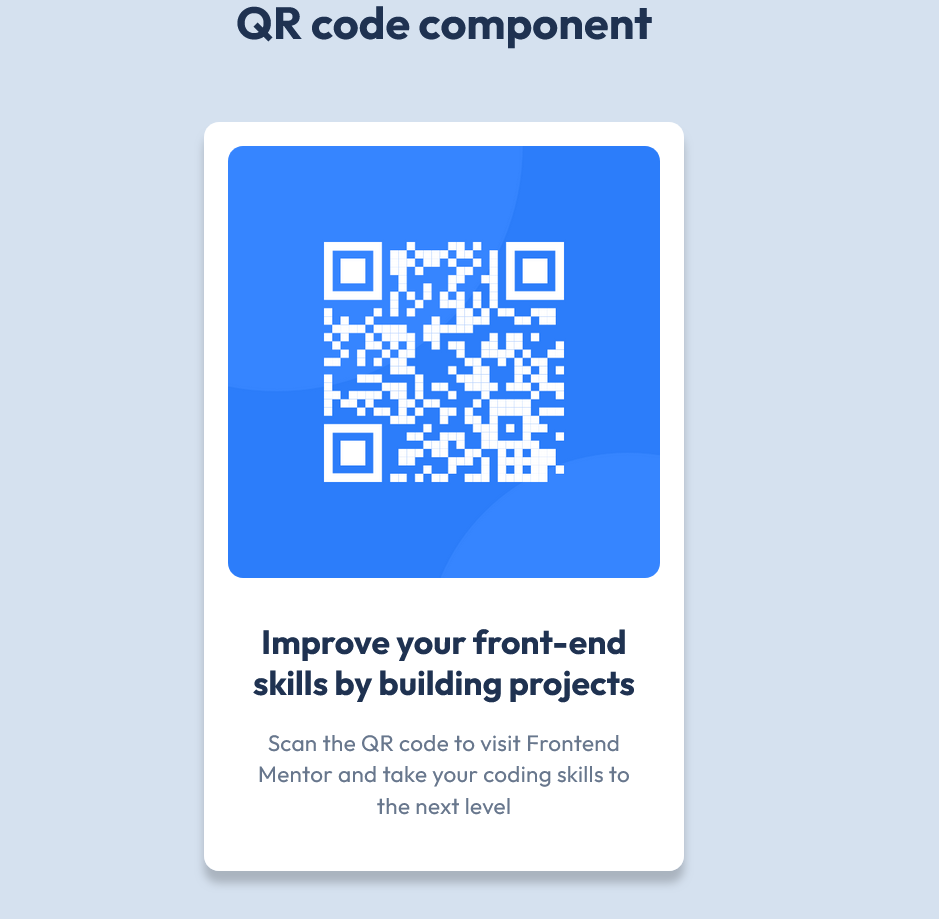 QR code component
Improve your front-end
skills by building projects
Scan the QR code to visit Frontend
Mentor and take your coding skills to
the next level